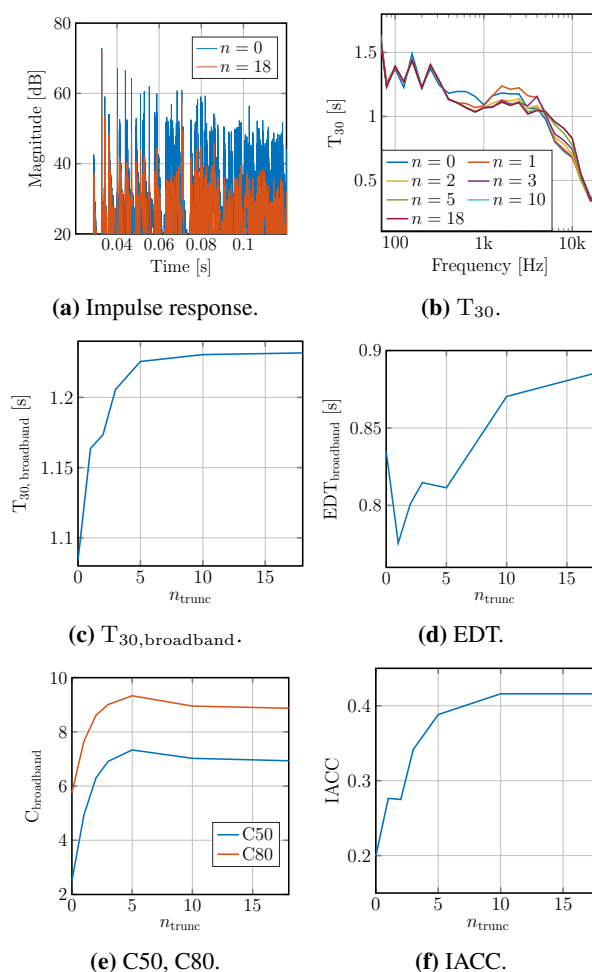 80
60
40
20
Magnitude [dB]
n = 0
n = 18
0.04 0.06 0.08 0.1
Time [s]
(a) Impulse response.
1.5
1
0.5
T30 [s]
n = 0 n = 1
n = 2 n = 3
n = 5 n = 10
n = 18
100 1k 10k
Frequency [Hz]
(b) T30.
1.2
1.15
1.1
T30, broadband [s]
0 5 10 15
ntrunc
(c) T30,broadband.
0.9
0.85
0.8
EDTbroadband [s]
0 5 10 15
ntrunc
(d) EDT.
10
8
6
4
2
Cbroadband
C50
C80
0 5 10 15
ntrunc
(e) C50, C80.
0.4
0.3
0.2
IACC
0 5 10 15
ntrunc
(f) IACC.